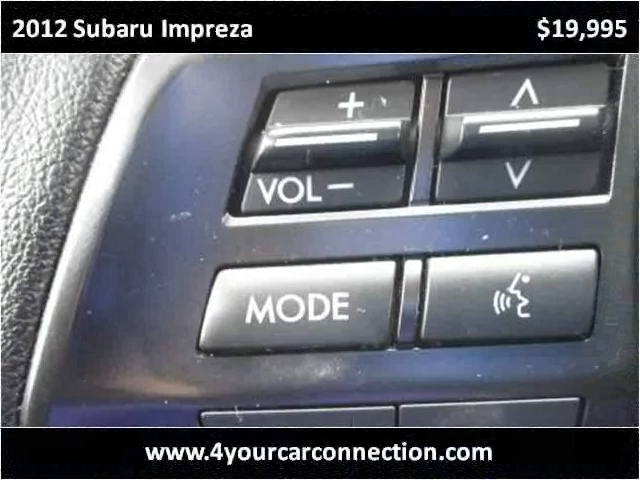 2012 Subaru Impreza $19,995
+
VOL −
MODE
www.4yourcarconnection.com